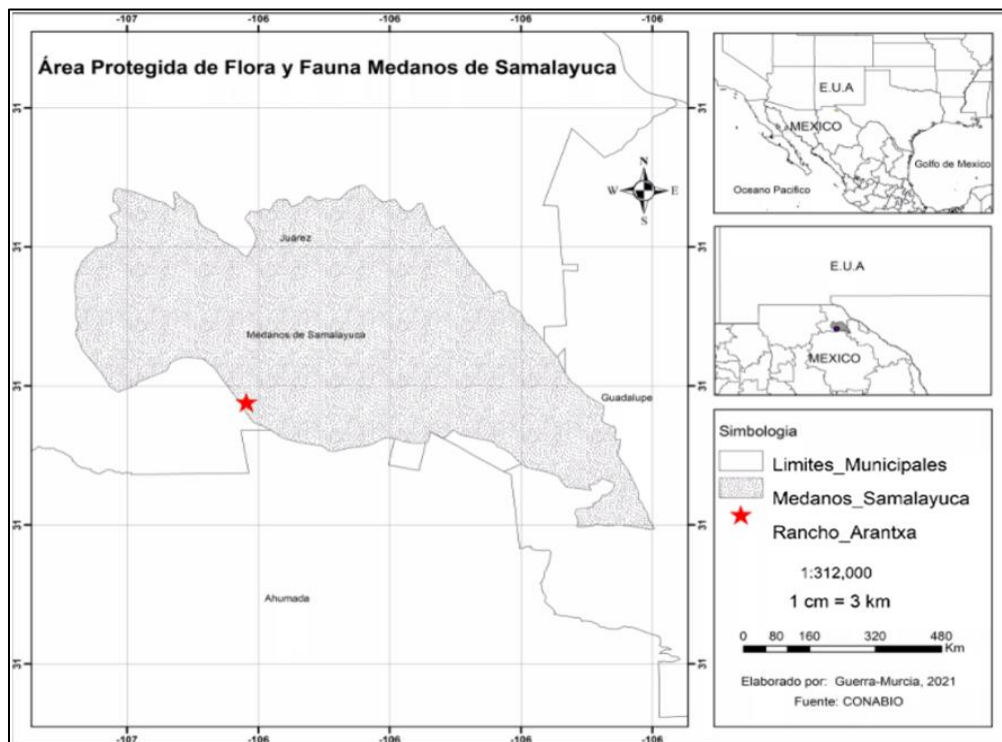 -107
-106
-106
-106
-106
Área Protegida de Flora y Fauna Medanos de Samalayuca
31
31
31
31
31
31
31
31
31
31
N
W
E
S
Juárez
Médanos de Samalayuca
Guadalupe
Ahumada
-107
-106
-106
-106
-106
E.U.A
MEXICO
Golfo de Mexico
Oceano Pacifico
E.U.A
MEXICO
Simbologia
Limites_Municipales
Medanos_Samalayuca
Rancho_Arantxa
1:312,000
1 cm = 3 km
0 80 160 320 480
Km
Elaborado por: Guerra-Murcia, 2021
Fuente: CONABIO